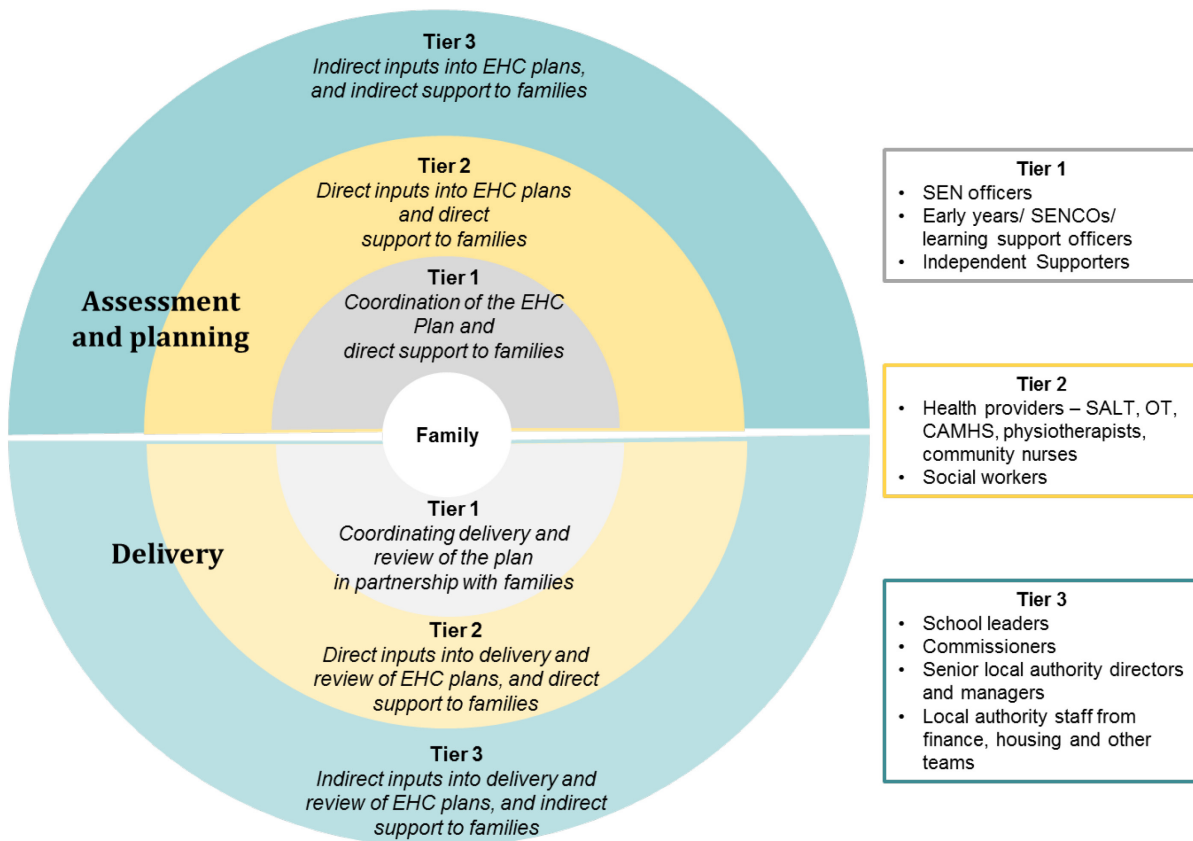 Tier 3
Indirect inputs into EHC plans,
and indirect support to families
Tier 2
Direct inputs into EHC plans
and direct
support to families
Tier 1
Coordination of the EHC
Plan and
direct support to families
Assessment
and planning
Family
Delivery
Tier 1
Coordinating delivery and
review of the plan
in partnership with families
Tier 2
Direct inputs into delivery and
review of EHC plans, and direct
support to families
Tier 3
Indirect inputs into delivery and
review of EHC plans, and indirect
support to families
Tier 1
• SEN officers
• Early years/ SENCOs/
learning support officers
• Independent Supporters
Tier 2
• Health providers – SALT, OT,
CAMHS, physiotherapists,
community nurses
• Social workers
Tier 3
• School leaders
• Commissioners
• Senior local authority directors
and managers
• Local authority staff from
finance, housing and other
teams